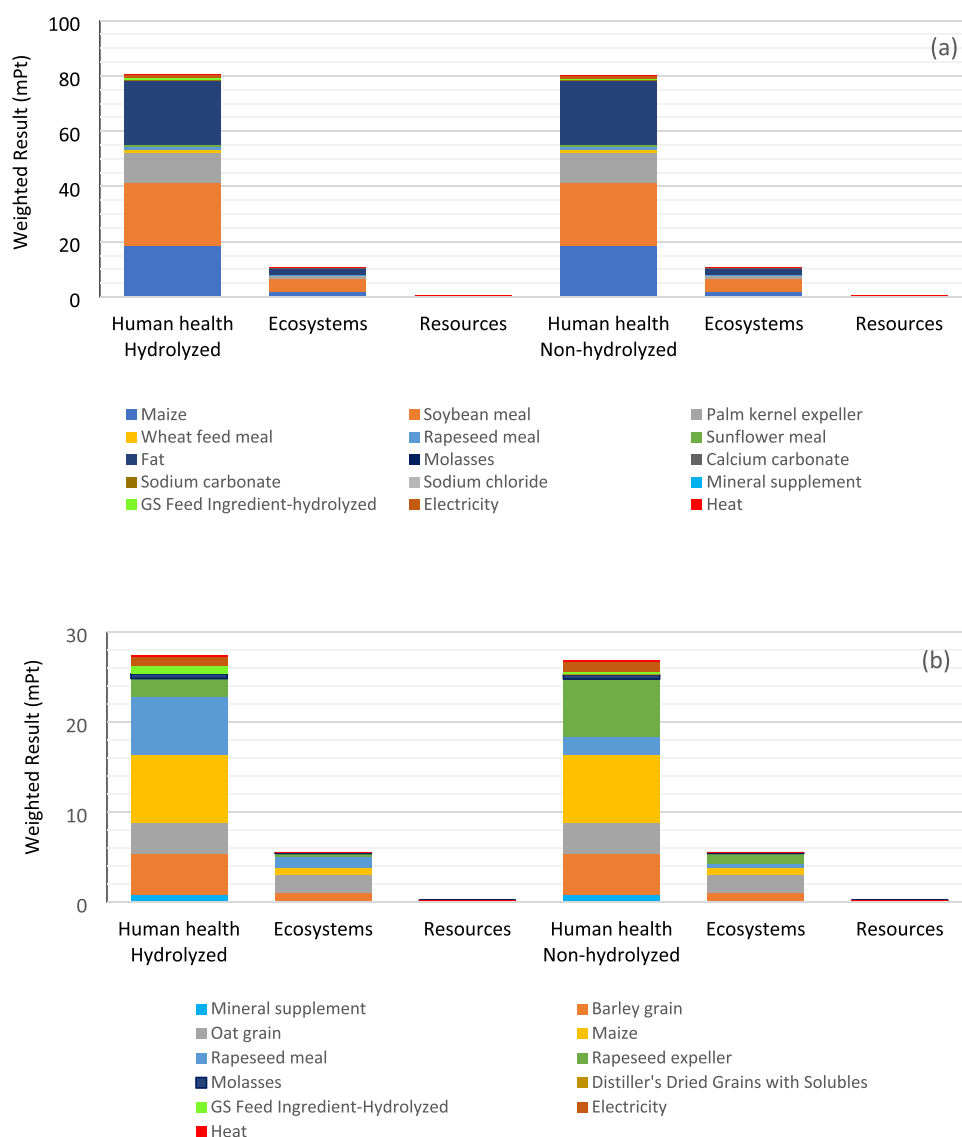 (a)
Weighted Result (mPt)
100
80
60
40
20
0
Human health Ecosystems Resources Human health Ecosystems Resources
Hydrolyzed Non-hydrolyzed
Maize Soybean meal Palm kernel expeller
Wheat feed meal Rapeseed meal Sunflower meal
Fat Molasses Calcium carbonate
Sodium carbonate Sodium chloride Mineral supplement
GS Feed Ingredient-hydrolyzed Electricity Heat
(b)
Weighted Result (mPt)
30
20
10
0
Human health Ecosystems Resources Human health Ecosystems Resources
Hydrolyzed Non-hydrolyzed
Mineral supplement Barley grain
Oat grain Maize
Rapeseed meal Rapeseed expeller
Molasses Distiller's Dried Grains with Solubles
GS Feed Ingredient-Hydrolyzed Electricity
Heat